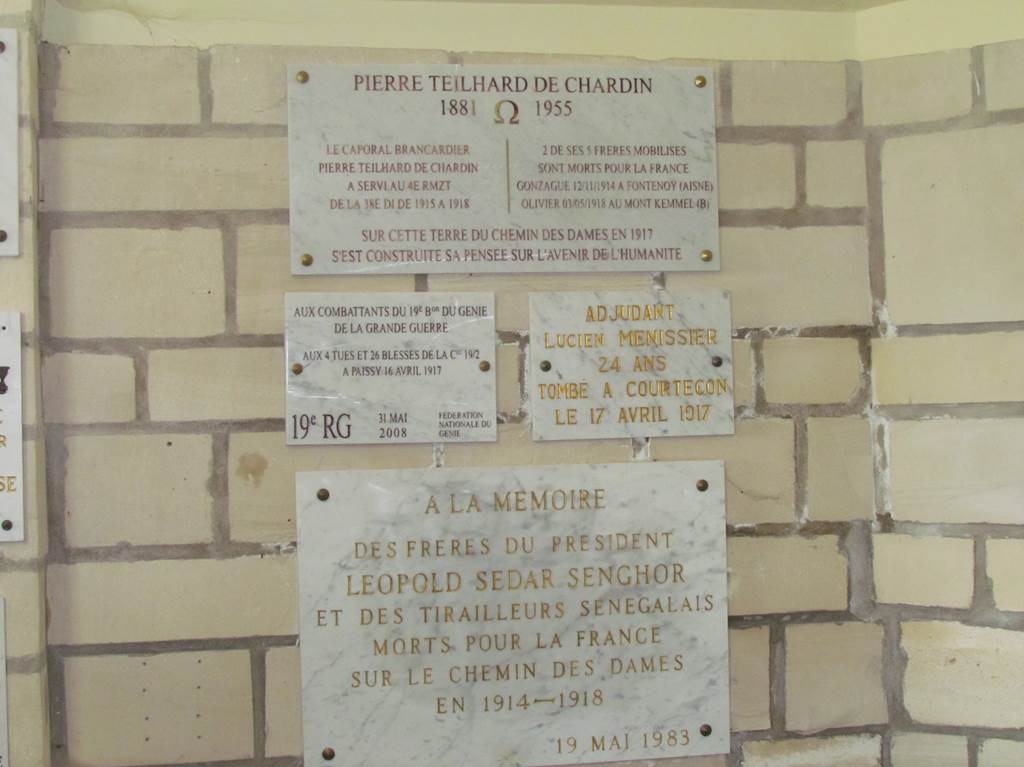 PIERRE TEILHARD DE CHARDIN
1881 Ω 1955
LE CAPORAL BRANCARDIER
PIERRE TEILHARD DE CHARDIN
A SERVI AU 4E RMZT
DE LA 38E DI DE 1915 A 1918
2 DE SES 5 FRERES MOBILISES
SONT MORTS POUR LA FRANCE
GONZAGUE 12/11/1914 A FONTENOY (AISNE)
OLIVIER 03/05/1918 AU MONT KEMMEL (B)
SUR CETTE TERRE DU CHEMIN DES DAMES EN 1917
S'EST CONSTRUITE SA PENSEE SUR L'AVENIR DE L'HUMANITE
AUX COMBATTANTS DU 19E Bon DU GENIE
DE LA GRANDE GUERRE
AUX 4 TUES ET 26 BLESSES DE LA Cie 19/2
A PAISSY 16 AVRIL 1917
19e RG
31 MAI
2008
FEDERATION
NATIONALE DU
GENIE
ADJUDANT
LUCIEN MENISSIER
24 ANS
TOMBÉ A COURTECON
LE 17 AVRIL 1917
A LA MEMOIRE
DES FRERES DU PRESIDENT
LEOPOLD SEDAR SENGHOR
ET DES TIRAILLEURS SENEGALAIS
MORTS POUR LA FRANCE
SUR LE CHEMIN DES DAMES
EN 1914—1918
19 MAI 1983